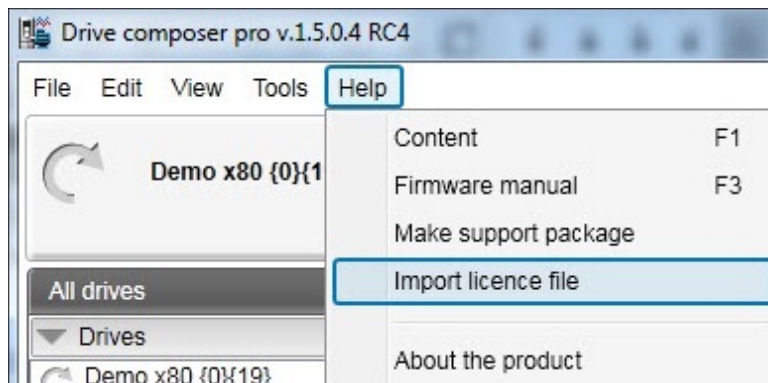 Drive composer pro v.1.5.0.4 RC4
File Edit View Tools Help
Content F1
Demo x80 {0}{1
Firmware manual F3
Make support package
All drives
Import licence file
Drives
About the product
Demo x80 {0}{19}